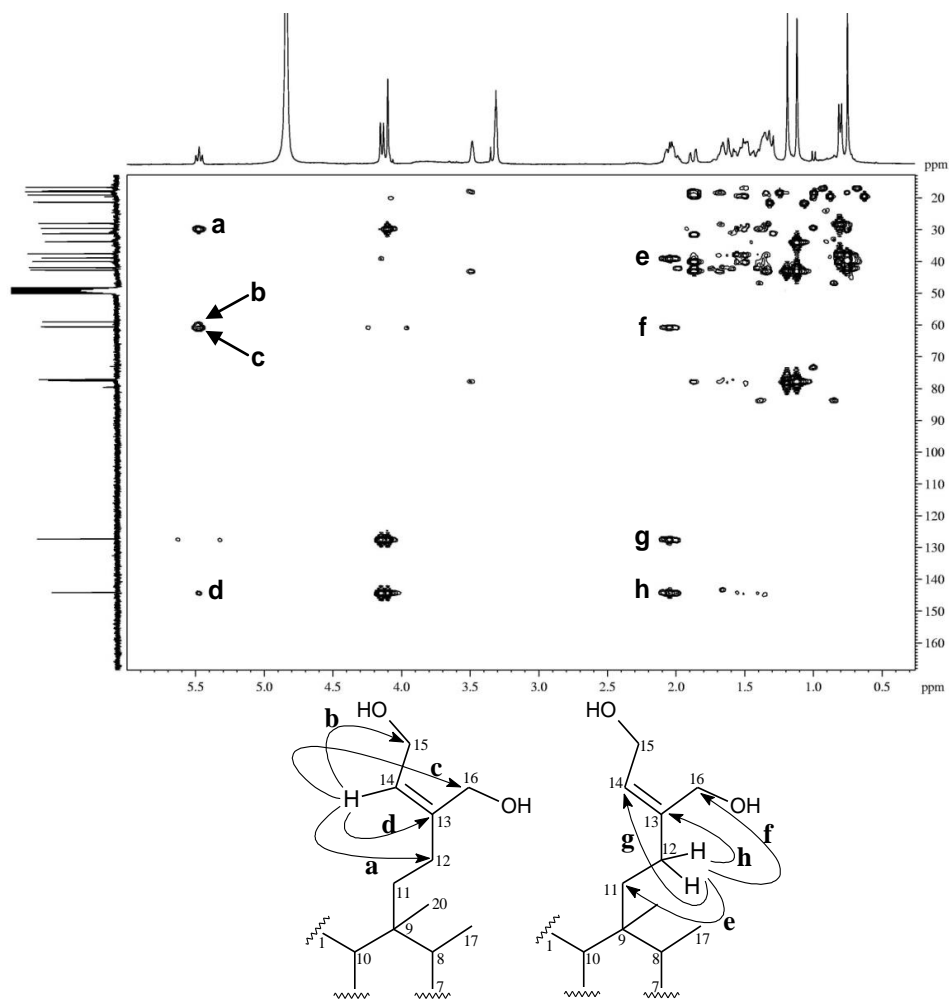 ppm
20
30
40
50
60
70
80
90
100
110
120
130
140
150
160
a
b
c
d
e
f
g
h
5.5 5.0 4.5 4.0 3.5 3.0 2.5 2.0 1.5 1.0 0.5 ppm
HO
b
15
c
14
16
H
OH
d
13
a
12
11
20
17
1
9
10
8
7
HO
15
14
16
13
OH
g
12
H
f
h
H
11
e
17
1
9
10
8
7